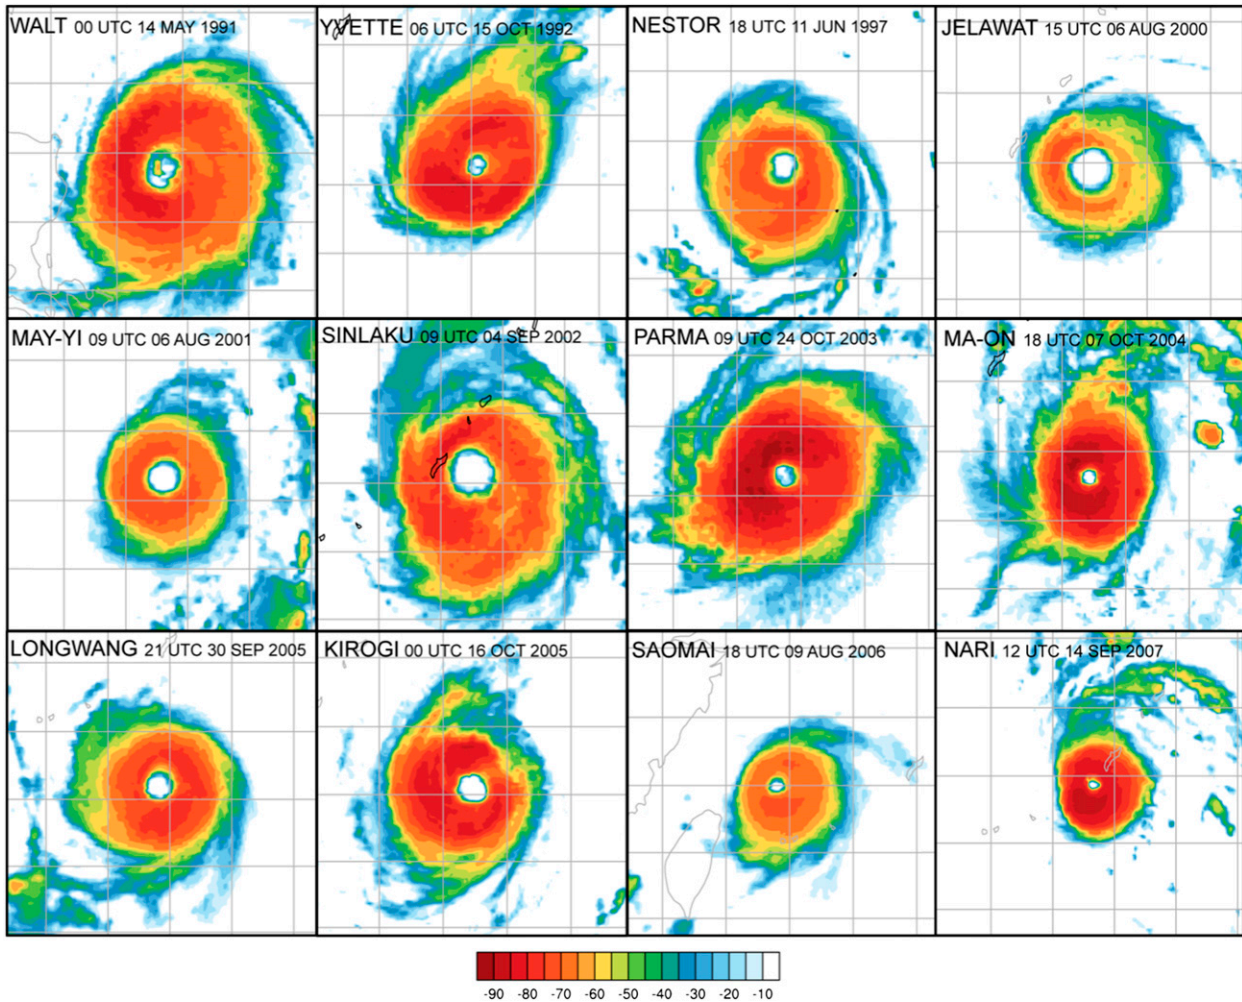 WALT 00 UTC 14 MAY 1991
YVETTE 06 UTC 15 OCT 1992
NESTOR 18 UTC 11 JUN 1997
JELAWAT 15 UTC 06 AUG 2000
MAY-YI 09 UTC 06 AUG 2001
SINLAKU 09 UTC 04 SEP 2002
PARMA 09 UTC 24 OCT 2003
MA-ON 18 UTC 07 OCT 2004
LONGWANG 21 UTC 30 SEP 2005
KIROGI 00 UTC 16 OCT 2005
SAOMAI 18 UTC 09 AUG 2006
NARI 12 UTC 14 SEP 2007
-90 -80 -70 -60 -50 -40 -30 -20 -10